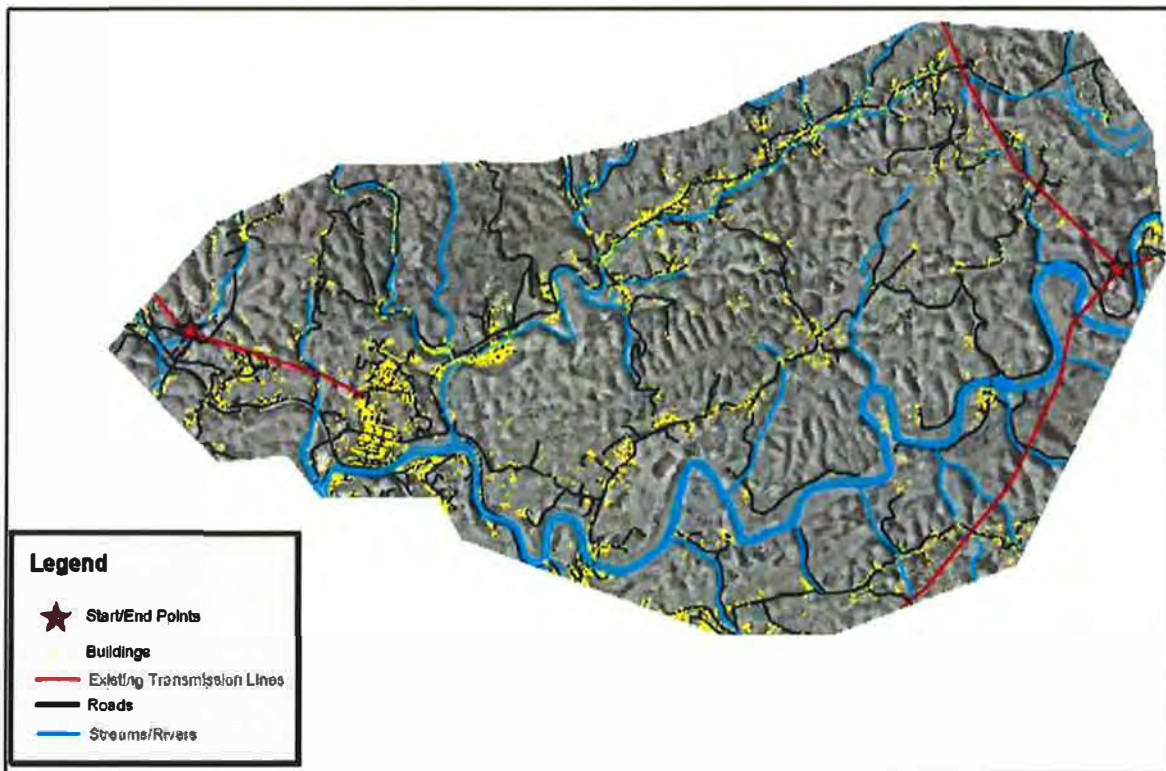 Legend
Start/End Points
Buildings
Existing Transmission Lines
Roads
Streams/Rivers